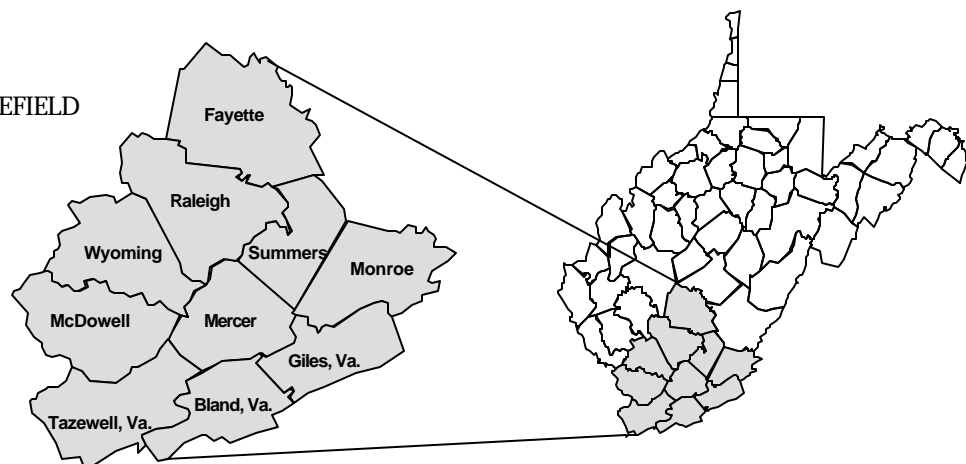 EFIELD
Fayette
Raleigh
Summers
Wyoming
Monroe
McDowell
Mercer
Giles, Va.
Bland, Va.
Tazewell, Va.